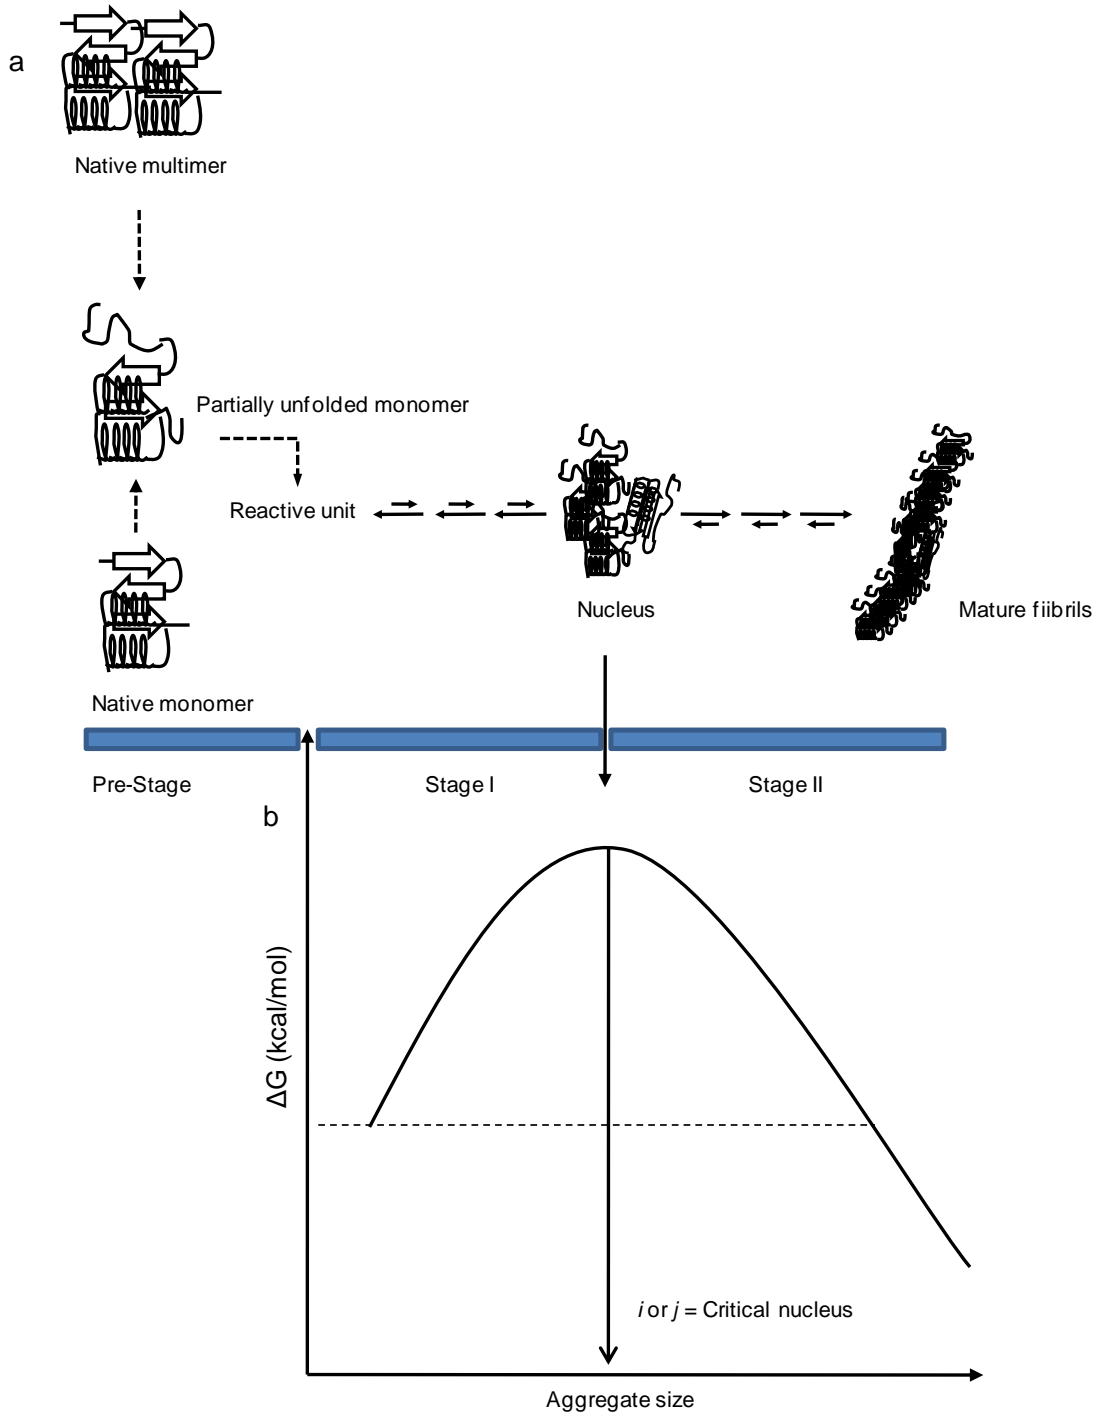 a
Native multimer
Partially unfolded monomer
Reactive unit
Nucleus
Mature fiibrils
Native monomer
Pre-Stage
Stage I
Stage II
b
ΔG (kcal/mol)
i or j = Critical nucleus
Aggregate size